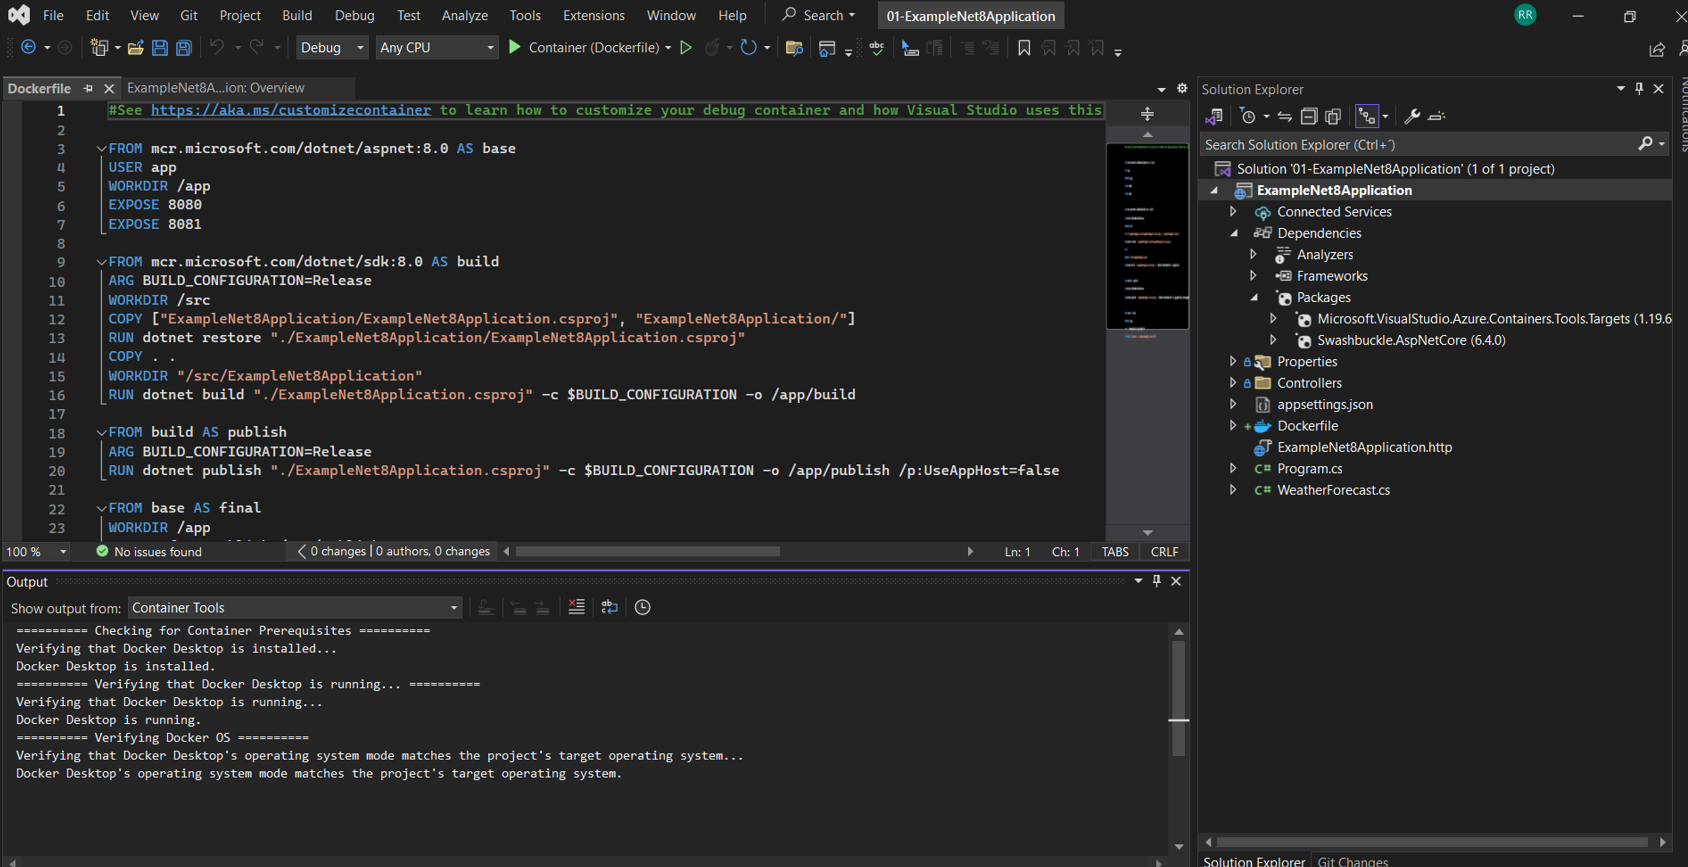 File Edit View Git Project Build Debug Test Analyze Tools Extensions Window Help Search 01-ExampleNet8Application RR
Debug Any CPU Container (Dockerfile)
Dockerfile ExampleNet8A...ion: Overview
1 #See https://aka.ms/customizecontainer to learn how to customize your debug container and how Visual Studio uses this
2
3 FROM mcr.microsoft.com/dotnet/aspnet:8.0 AS base
4 USER app
5 WORKDIR /app
6 EXPOSE 8080
7 EXPOSE 8081
8
9 FROM mcr.microsoft.com/dotnet/sdk:8.0 AS build
10 ARG BUILD_CONFIGURATION=Release
11 WORKDIR /src
12 COPY ["ExampleNet8Application/ExampleNet8Application.csproj", "ExampleNet8Application/"]
13 RUN dotnet restore "./ExampleNet8Application/ExampleNet8Application.csproj"
14 COPY . .
15 WORKDIR "/src/ExampleNet8Application"
16 RUN dotnet build "./ExampleNet8Application.csproj" -c $BUILD_CONFIGURATION -o /app/build
17
18 FROM build AS publish
19 ARG BUILD_CONFIGURATION=Release
20 RUN dotnet publish "./ExampleNet8Application.csproj" -c $BUILD_CONFIGURATION -o /app/publish /p:UseAppHost=false
21
22 FROM base AS final
23 WORKDIR /app
100 % No issues found 0 changes | 0 authors, 0 changes Ln: 1 Ch: 1 TABS CRLF
Output
Show output from: Container Tools
========== Checking for Container Prerequisites ==========
Verifying that Docker Desktop is installed...
Docker Desktop is installed.
========== Verifying that Docker Desktop is running... ==========
Verifying that Docker Desktop is running...
Docker Desktop is running.
========== Verifying Docker OS ==========
Verifying that Docker Desktop's operating system mode matches the project's target operating system...
Docker Desktop's operating system mode matches the project's target operating system.
Solution Explorer
Search Solution Explorer (Ctrl+¨)
Solution '01-ExampleNet8Application' (1 of 1 project)
ExampleNet8Application
Connected Services
Dependencies
Analyzers
Frameworks
Packages
Microsoft.VisualStudio.Azure.Containers.Tools.Targets (1.19.6
Swashbuckle.AspNetCore (6.4.0)
Properties
Controllers
appsettings.json
Dockerfile
ExampleNet8Application.http
C# Program.cs
C# WeatherForecast.cs
Solution Explorer Git Changes
Notifications